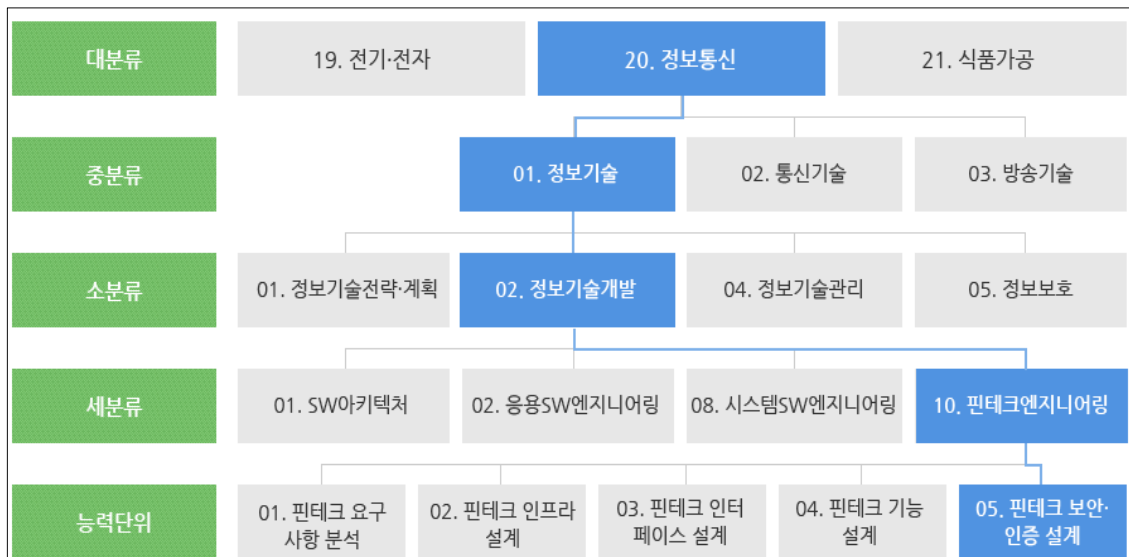 대분류
19. 전기·전자
20. 정보통신
21. 식품가공
중분류
01. 정보기술
02. 통신기술
03. 방송기술
소분류
01. 정보기술전략·계획
02. 정보기술개발
04. 정보기술관리
05. 정보보호
세분류
01. SW아키텍처
02. 응용SW엔지니어링
08. 시스템SW엔지니어링
10. 핀테크엔지니어링
능력단위
01. 핀테크 요구
사항 분석
02. 핀테크 인프라
설계
03. 핀테크 인터
페이스 설계
04. 핀테크 기능
설계
05. 핀테크 보안·
인증 설계